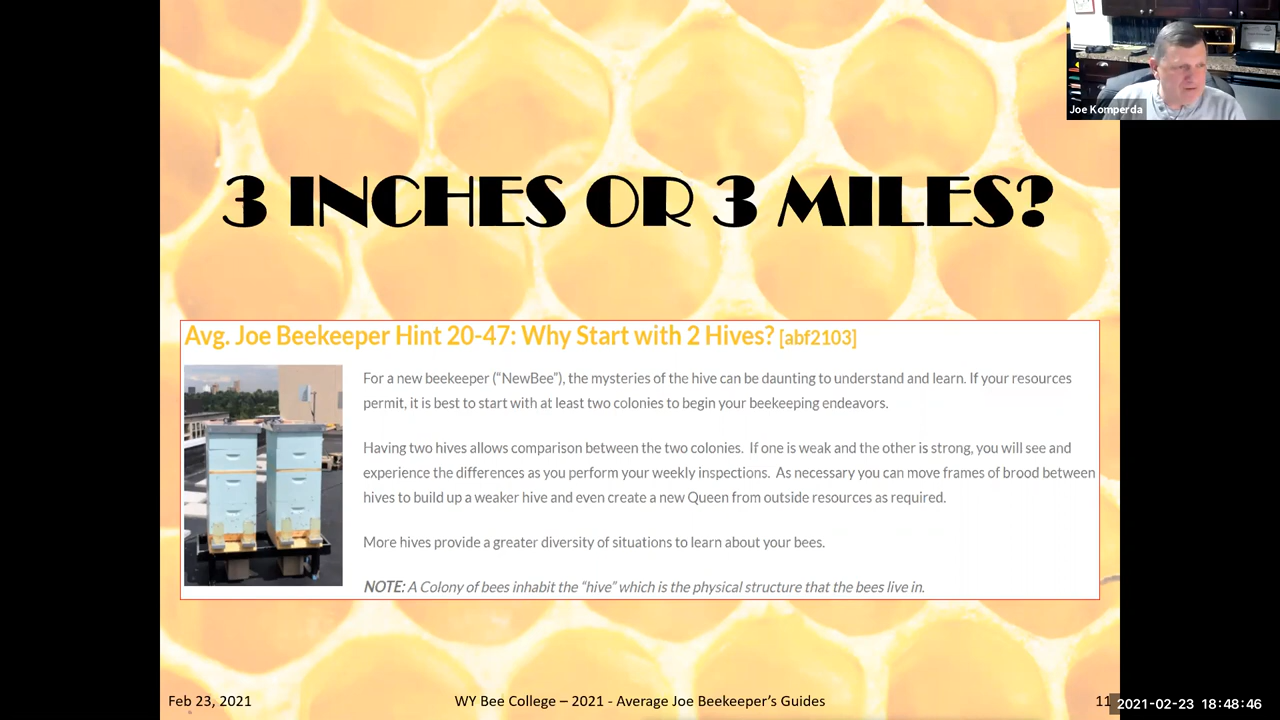 Joe Komperda
3 INCHES OR 3 MILES?
Avg. Joe Beekeeper Hint 20-47: Why Start with 2 Hives? [abf2103]
For a new beekeeper (“NewBee”), the mysteries of the hive can be daunting to understand and learn. If your resources
permit, it is best to start with at least two colonies to begin your beekeeping endeavors.
Having two hives allows comparison between the two colonies. If one is weak and the other is strong, you will see and
experience the differences as you perform your weekly inspections. As necessary you can move frames of brood between
hives to build up a weaker hive and even create a new Queen from outside resources as required.
More hives provide a greater diversity of situations to learn about your bees.
NOTE: A Colony of bees inhabit the “hive” which is the physical structure that the bees live in.
Feb 23, 2021
WY Bee College – 2021 - Average Joe Beekeeper’s Guides
11
2021-02-23 18:48:46